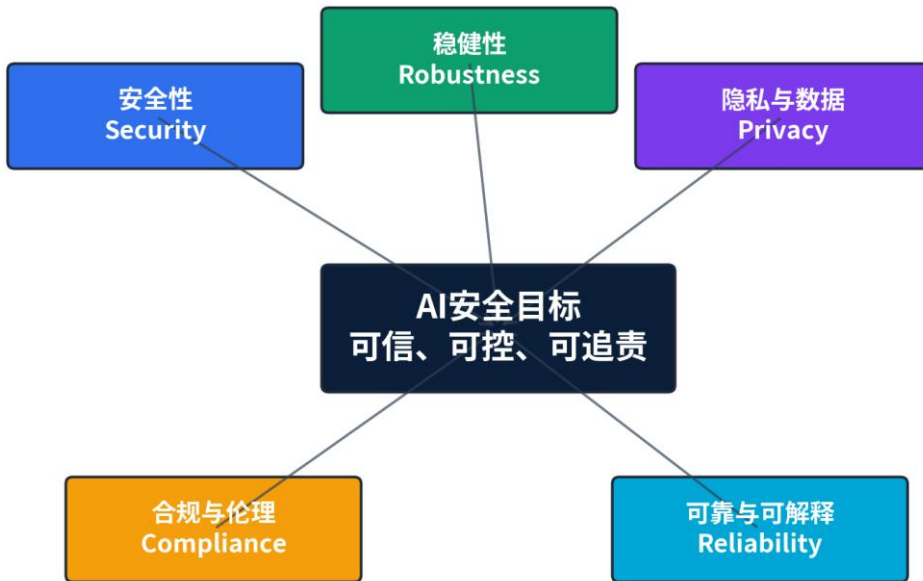 稳健性
Robustness
安全性
Security
隐私与数据
Privacy
AI安全目标
可信、可控、可追责
合规与伦理
Compliance
可靠与可解释
Reliability